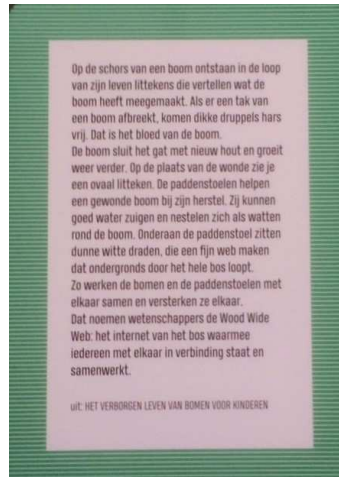 Op de schors van een boom ontstaan in de loop
van zijn leven littekens die vertellen wat de
boom heeft meegemaakt. Als er een tak van
een boom afbreekt, komen dikke druppels hars
vrij. Dat is het bloed van de boom.
De boom sluit het gat met nieuw hout en groeit
weer verder. Op de plaats van de wonde zie je
een ovaal litteken. De paddenstoelen helpen
een gewonde boom bij zijn herstel. Zij kunnen
goed water zuigen en nestelen zich als watten
rond de boom. Onderaan de paddenstoel zitten
dunne witte draden, die een fijn web maken
dat ondergronds door het hele bos loopt.
Zo werken de bomen en de paddenstoelen met
elkaar samen en versterken ze elkaar.
Dat noemen wetenschappers de Wood Wide
Web: het internet van het bos waarmee
iedereen met elkaar in verbinding staat en
samenwerkt.
uit: HET VERBORGEN LEVEN VAN BOMEN VOOR KINDEREN